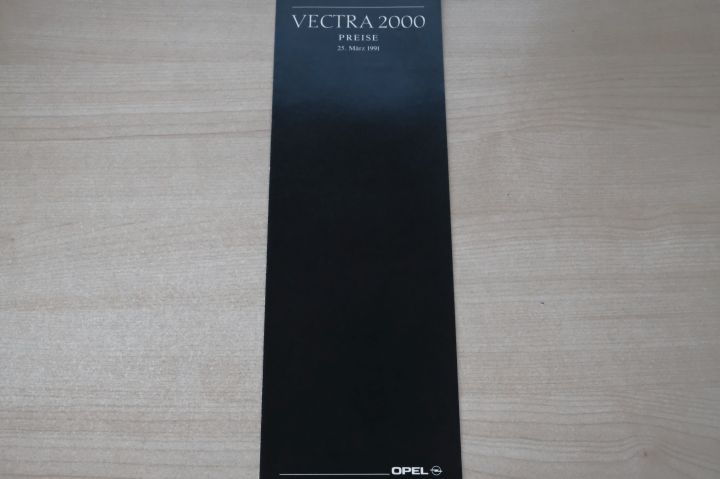 VECTRA 2000
PREISE
25. März 1991
OPEL